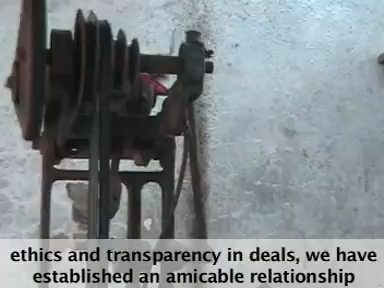 ethics and transparency in deals, we have
established an amicable relationship